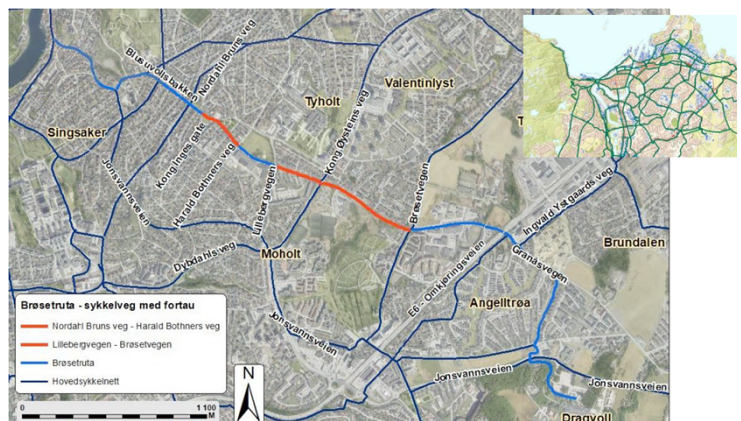 Blusuvollsbakken
Nordahl Bruns veg
Valentinlyst
Tyholt
Kong Øysteins veg
Singsaker
Kong Inges gate
Harald Bothners veg
Jonsvannsveien
Lillebergvegen
Brøsetvegen
Ingvald Ystgaards veg
Brundalen
Dybdahls veg
Moholt
Granåsvegen
E6 - Omkjøringsveien
Angelltrøa
Brøsetruta - sykkelveg med fortau
Nordahl Bruns veg - Harald Bothners veg
Lillebergvegen - Brøsetvegen
Brøsetruta
Hovedsykkelnett
Jonsvannsveien
N
Jonsvannsveien
Jonsvannsveien
0
1 100
M
Dragvoll